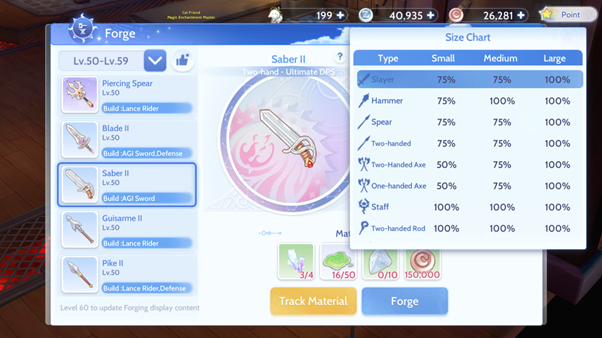 Cat Friend
Magic Enchantment Master
199 + 40,935 + 26,281 + Point
Forge
Lv.50-Lv.59
Piercing Spear
Lv.50
Build :Lance Rider
Blade II
Lv.50
Build :AGI Sword,Defense
Saber II
Lv.50
Build :AGI Sword
Guisarme II
Lv.50
Build :Lance Rider
Pike II
Lv.50
Build :Lance Rider,Defense
Level 60 to update Forging display content
Saber II ?
Two-hand - Ultimate DPS
Mat
3/4 16/50 0/10 150,000
Track Material Forge
Size Chart
Type Small Medium Large
Slayer 75% 75% 100%
Hammer 75% 100% 100%
Spear 75% 75% 100%
Two-handed 75% 75% 100%
Two-Handed Axe 50% 75% 100%
One-handed Axe 50% 75% 100%
Staff 100% 100% 100%
Two-handed Rod 100% 100% 100%